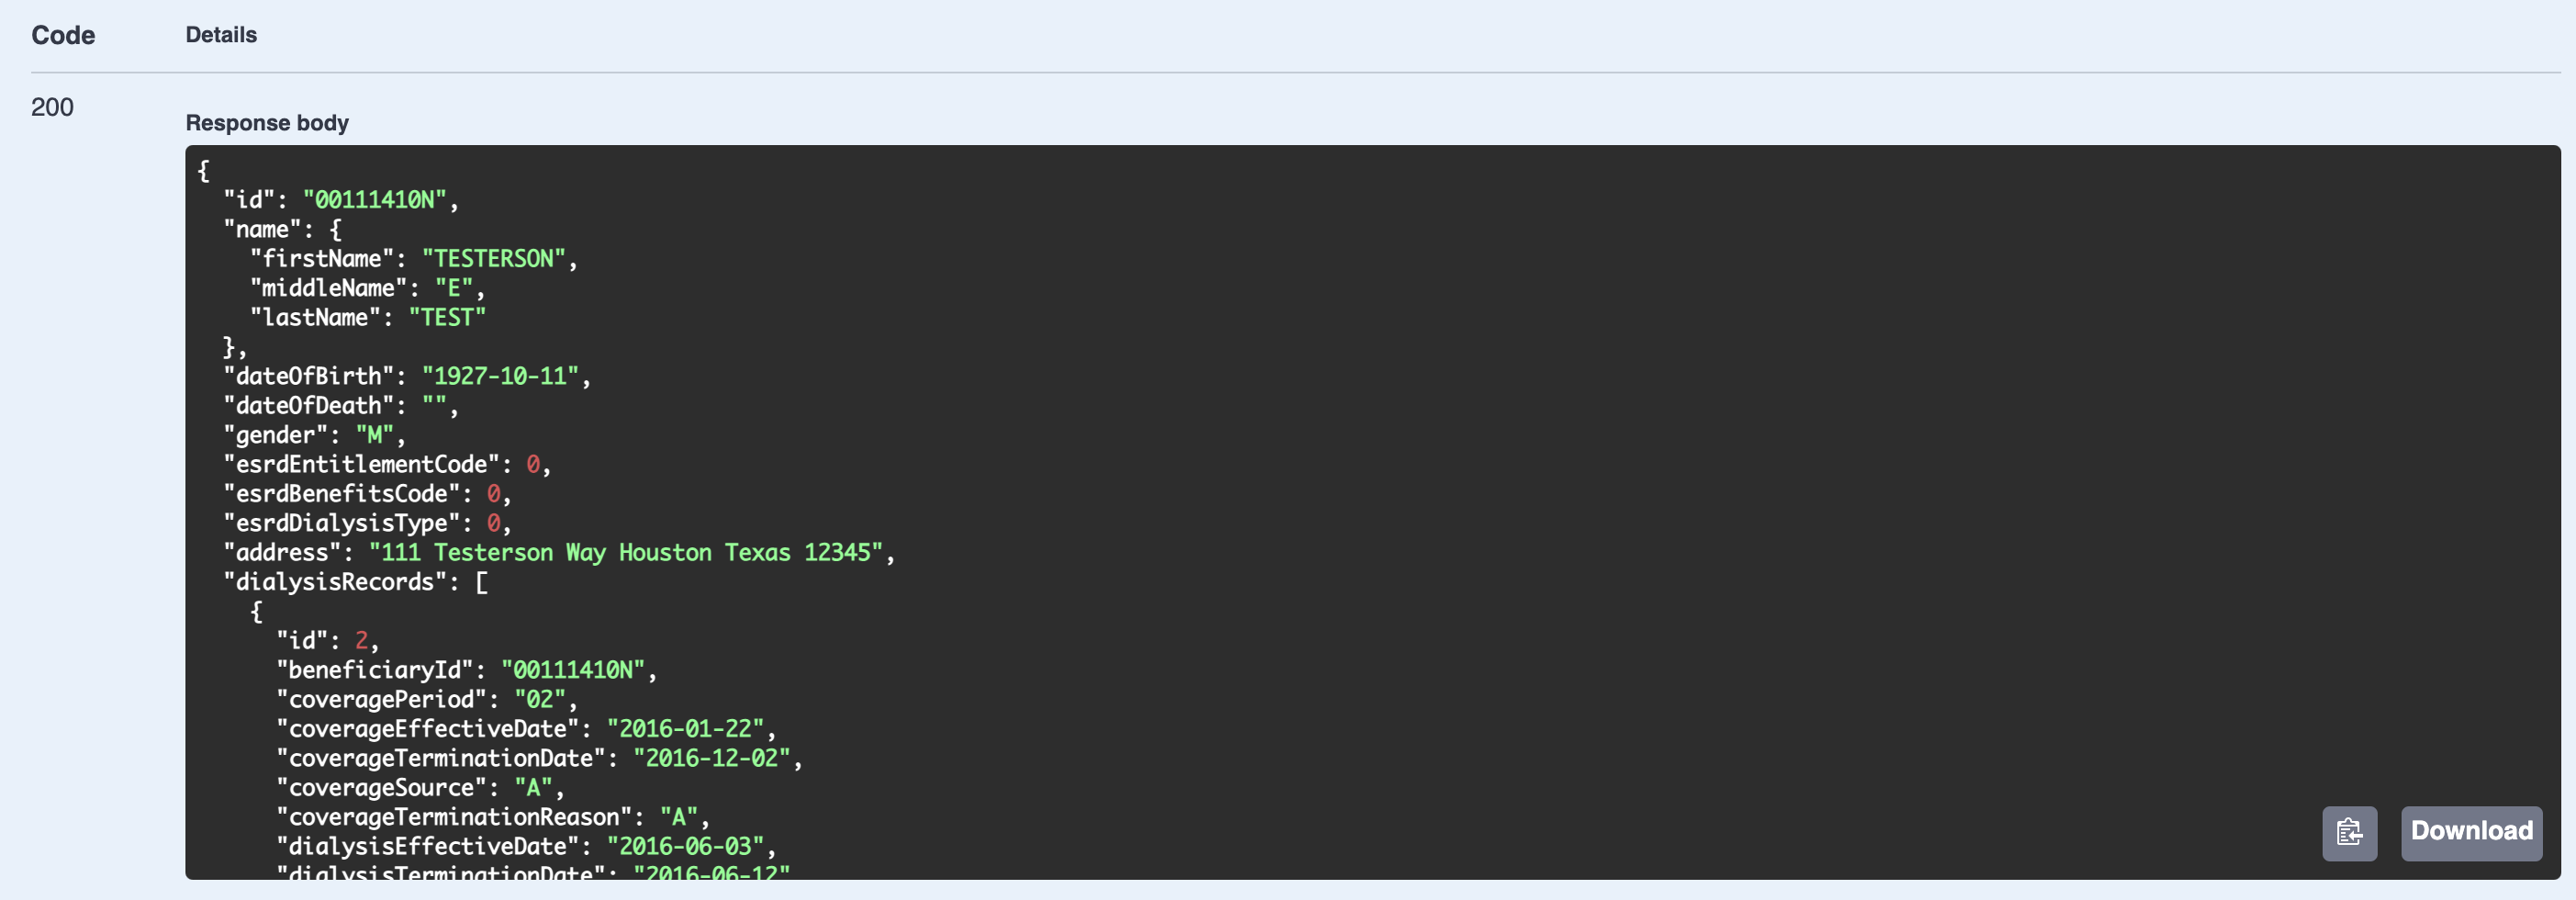 Code Details
200
Response body
{
  "id": "00111410N",
  "name": {
    "firstName": "TESTERSON",
    "middleName": "E",
    "lastName": "TEST"
  },
  "dateOfBirth": "1927-10-11",
  "dateOfDeath": "",
  "gender": "M",
  "esrdEntitlementCode": 0,
  "esrdBenefitsCode": 0,
  "esrdDialysisType": 0,
  "address": "111 Testerson Way Houston Texas 12345",
  "dialysisRecords": [
    {
      "id": 2,
      "beneficiaryId": "00111410N",
      "coveragePeriod": "02",
      "coverageEffectiveDate": "2016-01-22",
      "coverageTerminationDate": "2016-12-02",
      "coverageSource": "A",
      "coverageTerminationReason": "A",
      "dialysisEffectiveDate": "2016-06-03",
      "dialysisTerminationDate": "2016-06-12"
Download